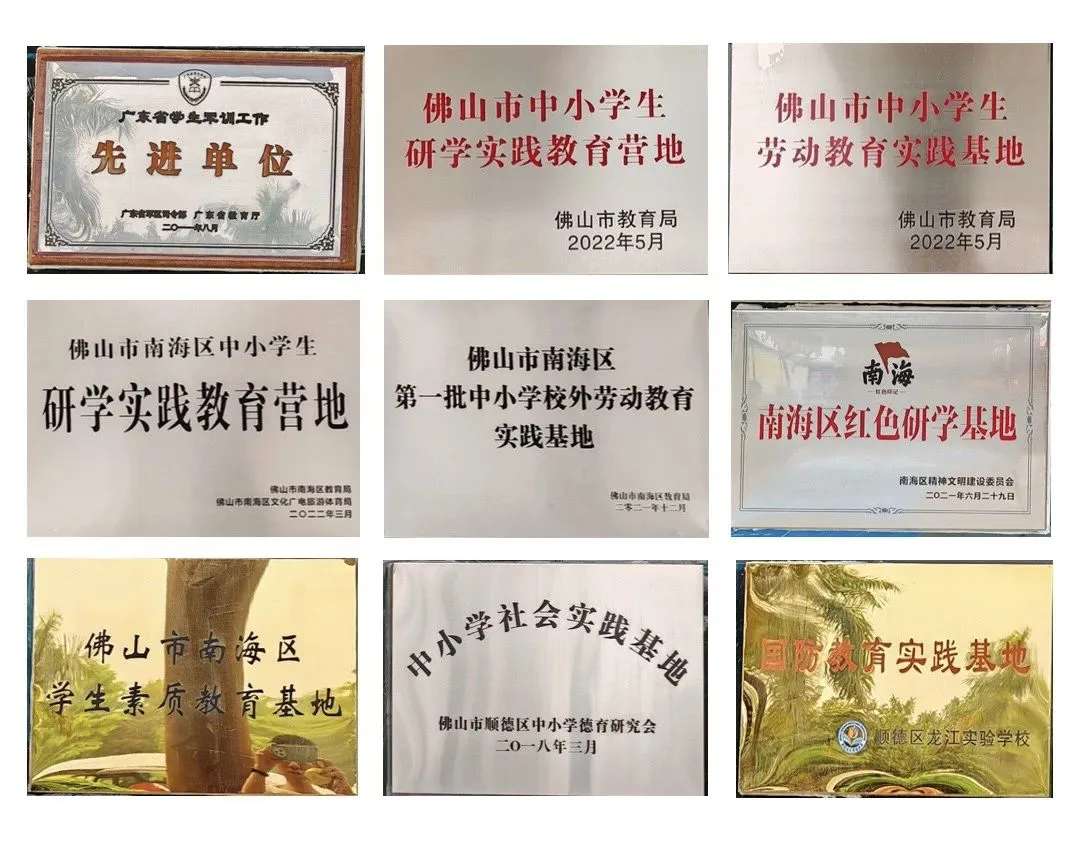 广东省学生军训工作
先进单位
广东省军区司令部 广东省教育厅
二〇一一年八月
佛山市中小学生
研学实践教育营地
佛山市教育局
2022年5月
佛山市中小学生
劳动教育实践基地
佛山市教育局
2022年5月
佛山市南海区中小学生
研学实践教育营地
佛山市南海区教育局
佛山市南海区文化广电旅游体育局
二〇二二年三月
佛山市南海区
第一批中小学校外劳动教育
实践基地
佛山市南海区教育局
二零二一年十二月
南海
红色印记
南海区红色研学基地
南海区精神文明建设委员会
二〇二一年六月二十九日
佛山市南海区
学生素质教育基地
中小学社会实践基地
佛山市顺德区中小学德育研究会
二〇一八年三月
国防教育实践基地
顺德区龙江实验学校